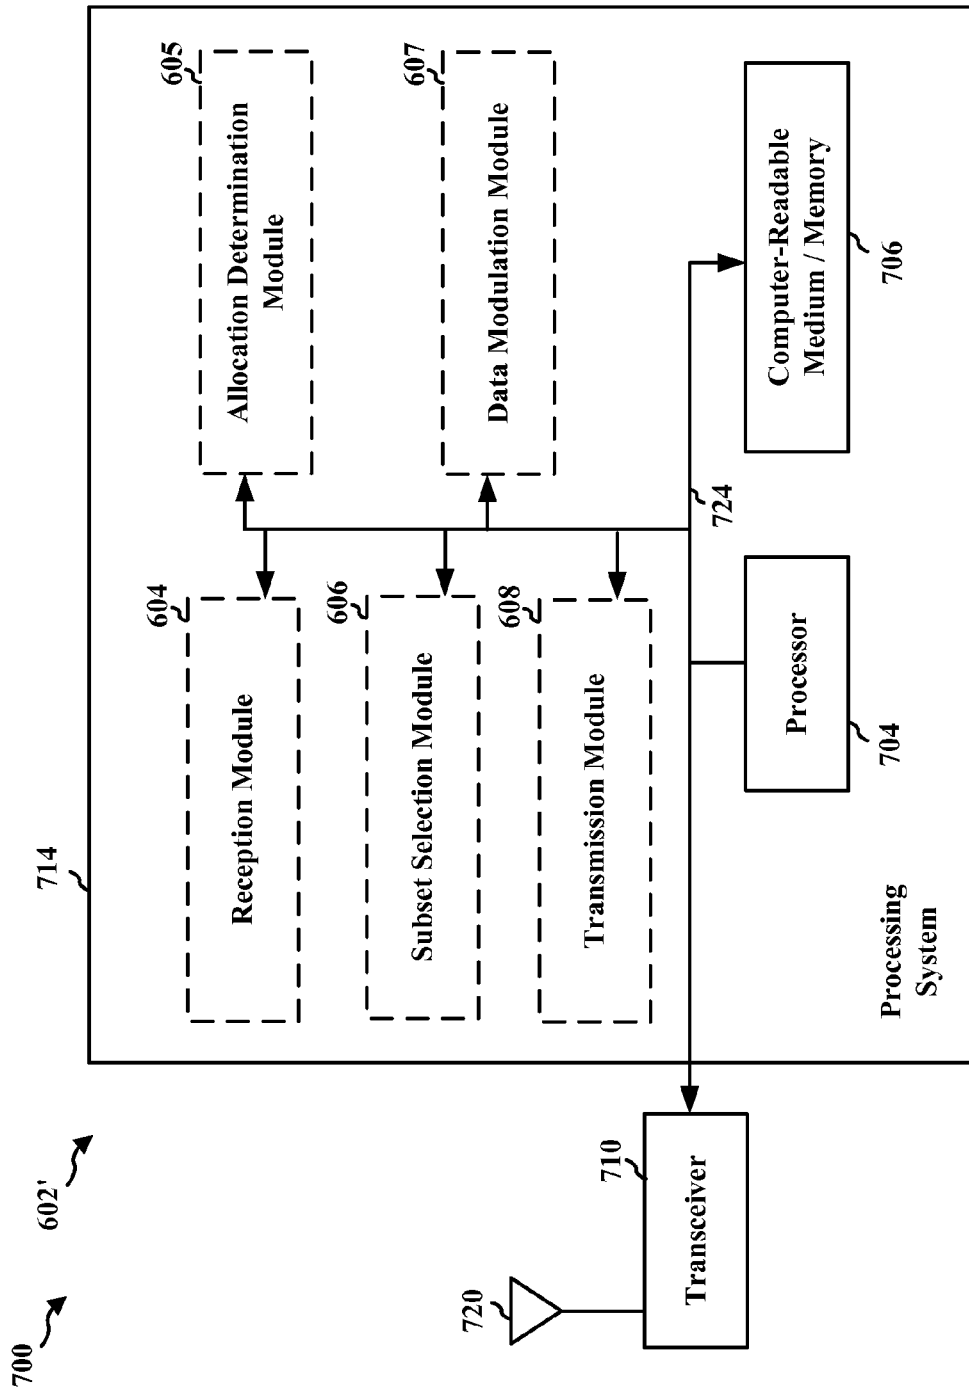 700
602'
714
604
Reception Module
605
Allocation Determination
Module
606
Subset Selection Module
607
Data Modulation Module
608
Transmission Module
720
710
Transceiver
724
Processor
704
Computer-Readable
Medium / Memory
706
Processing
System